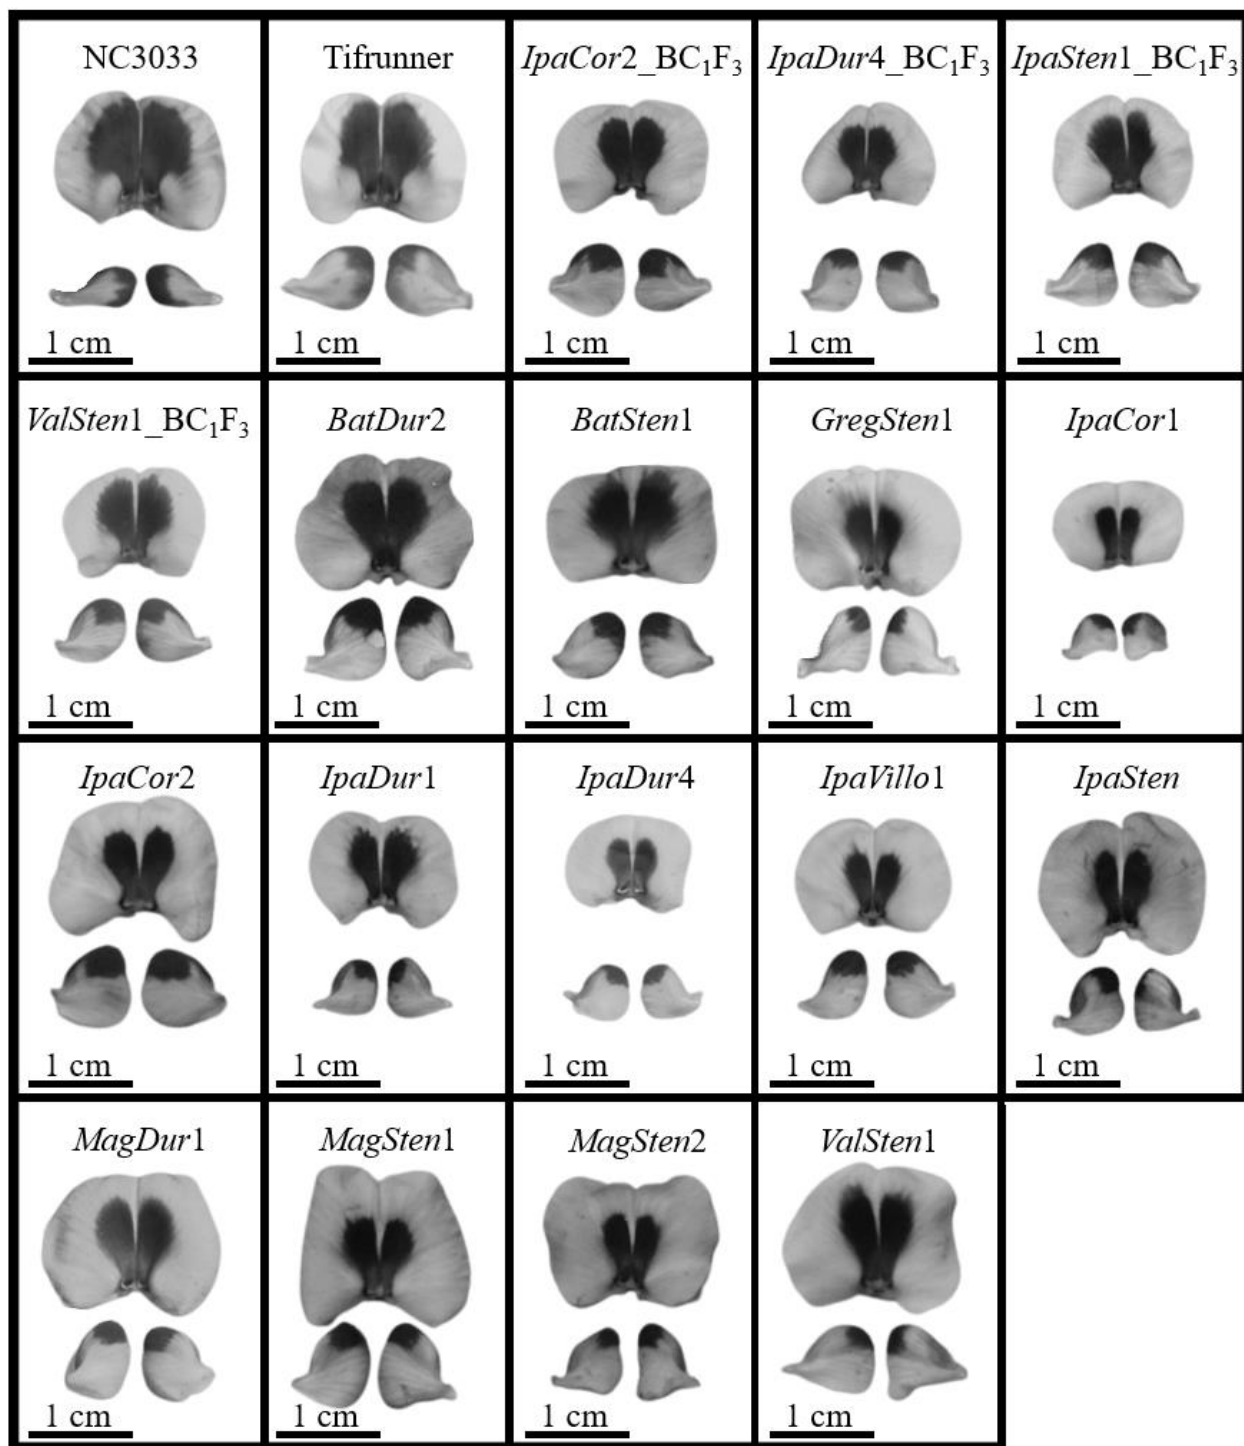 NC3033 Tifrunner IpaCor2_BC₁F₃ IpaDur4_BC₁F₃ IpaSten1_BC₁F₃
1 cm 1 cm 1 cm 1 cm 1 cm
ValSten1_BC₁F₃ BatDur2 BatSten1 GregSten1 IpaCor1
1 cm 1 cm 1 cm 1 cm 1 cm
IpaCor2 IpaDur1 IpaDur4 IpaVillo1 IpaSten
1 cm 1 cm 1 cm 1 cm 1 cm
MagDur1 MagSten1 MagSten2 ValSten1
1 cm 1 cm 1 cm 1 cm